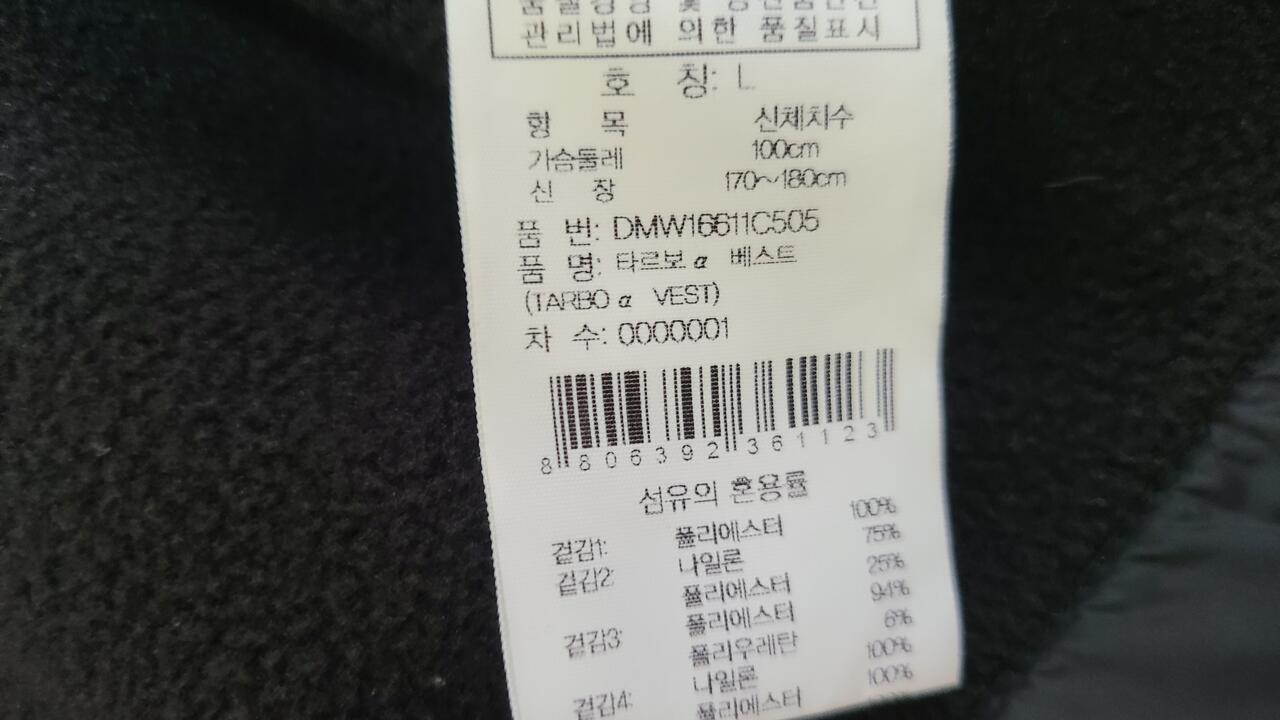 관리법에 의한 품질표시
호 칭: L
항 목 신체치수
가슴둘레 100cm
신 장 170~180cm
품 번: DMW16611C505
품 명: 타르보α 베스트
(TARBO α VEST)
차 수: 0000001
8 806392 361123
섬유의 혼용률
겉감1: 폴리에스터 100%
겉감2: 나일론 75%
폴리에스터 25%
겉감3: 폴리에스터 94%
폴리우레탄 6%
겉감4: 나일론 100%
폴리에스터 100%